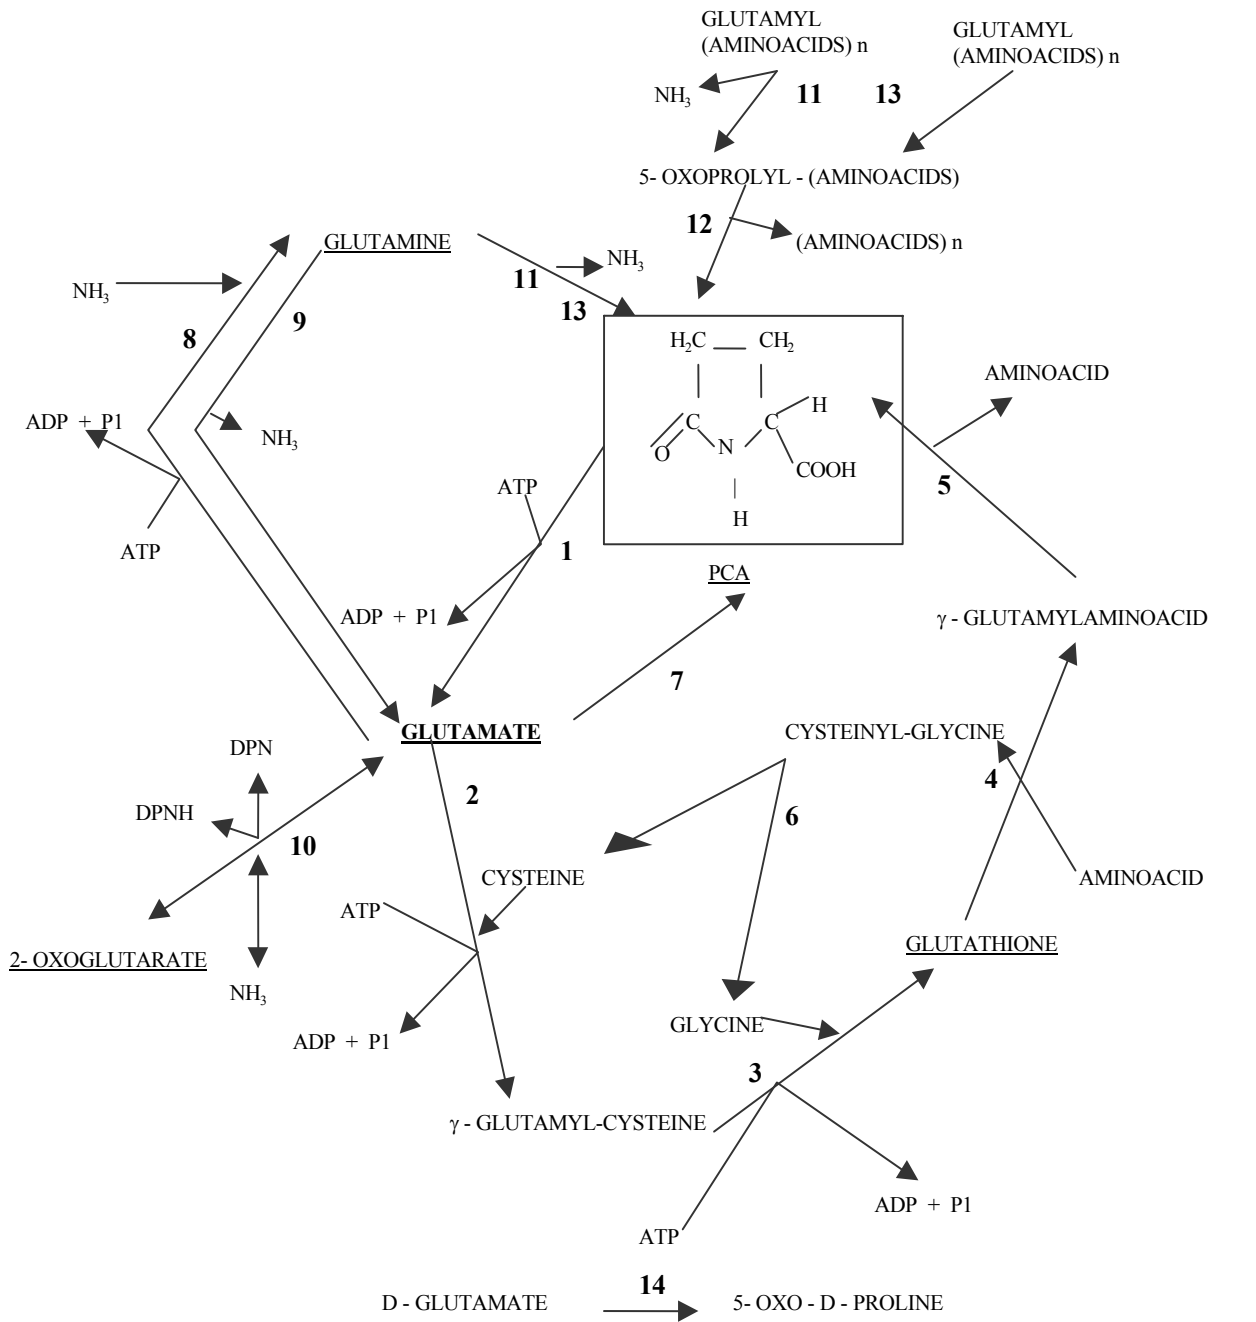 GLUTAMYL
(AMINOACIDS) n
GLUTAMYL
(AMINOACIDS) n
NH3
11
13
5- OXOPROLYL - (AMINOACIDS)
12
(AMINOACIDS) n
GLUTAMINE
NH3
11
13
NH3
8
9
H2C
CH2
AMINOACID
ADP + P1
NH3
C
C
H
O
N
COOH
H
ATP
5
ATP
1
PCA
ADP + P1
γ - GLUTAMYLAMINOACID
7
GLUTAMATE
CYSTEINYL-GLYCINE
DPN
2
4
DPNH
10
6
CYSTEINE
AMINOACID
ATP
GLUTATHIONE
2- OXOGLUTARATE
NH3
GLYCINE
ADP + P1
3
γ - GLUTAMYL-CYSTEINE
ADP + P1
ATP
14
D - GLUTAMATE
5- OXO - D - PROLINE